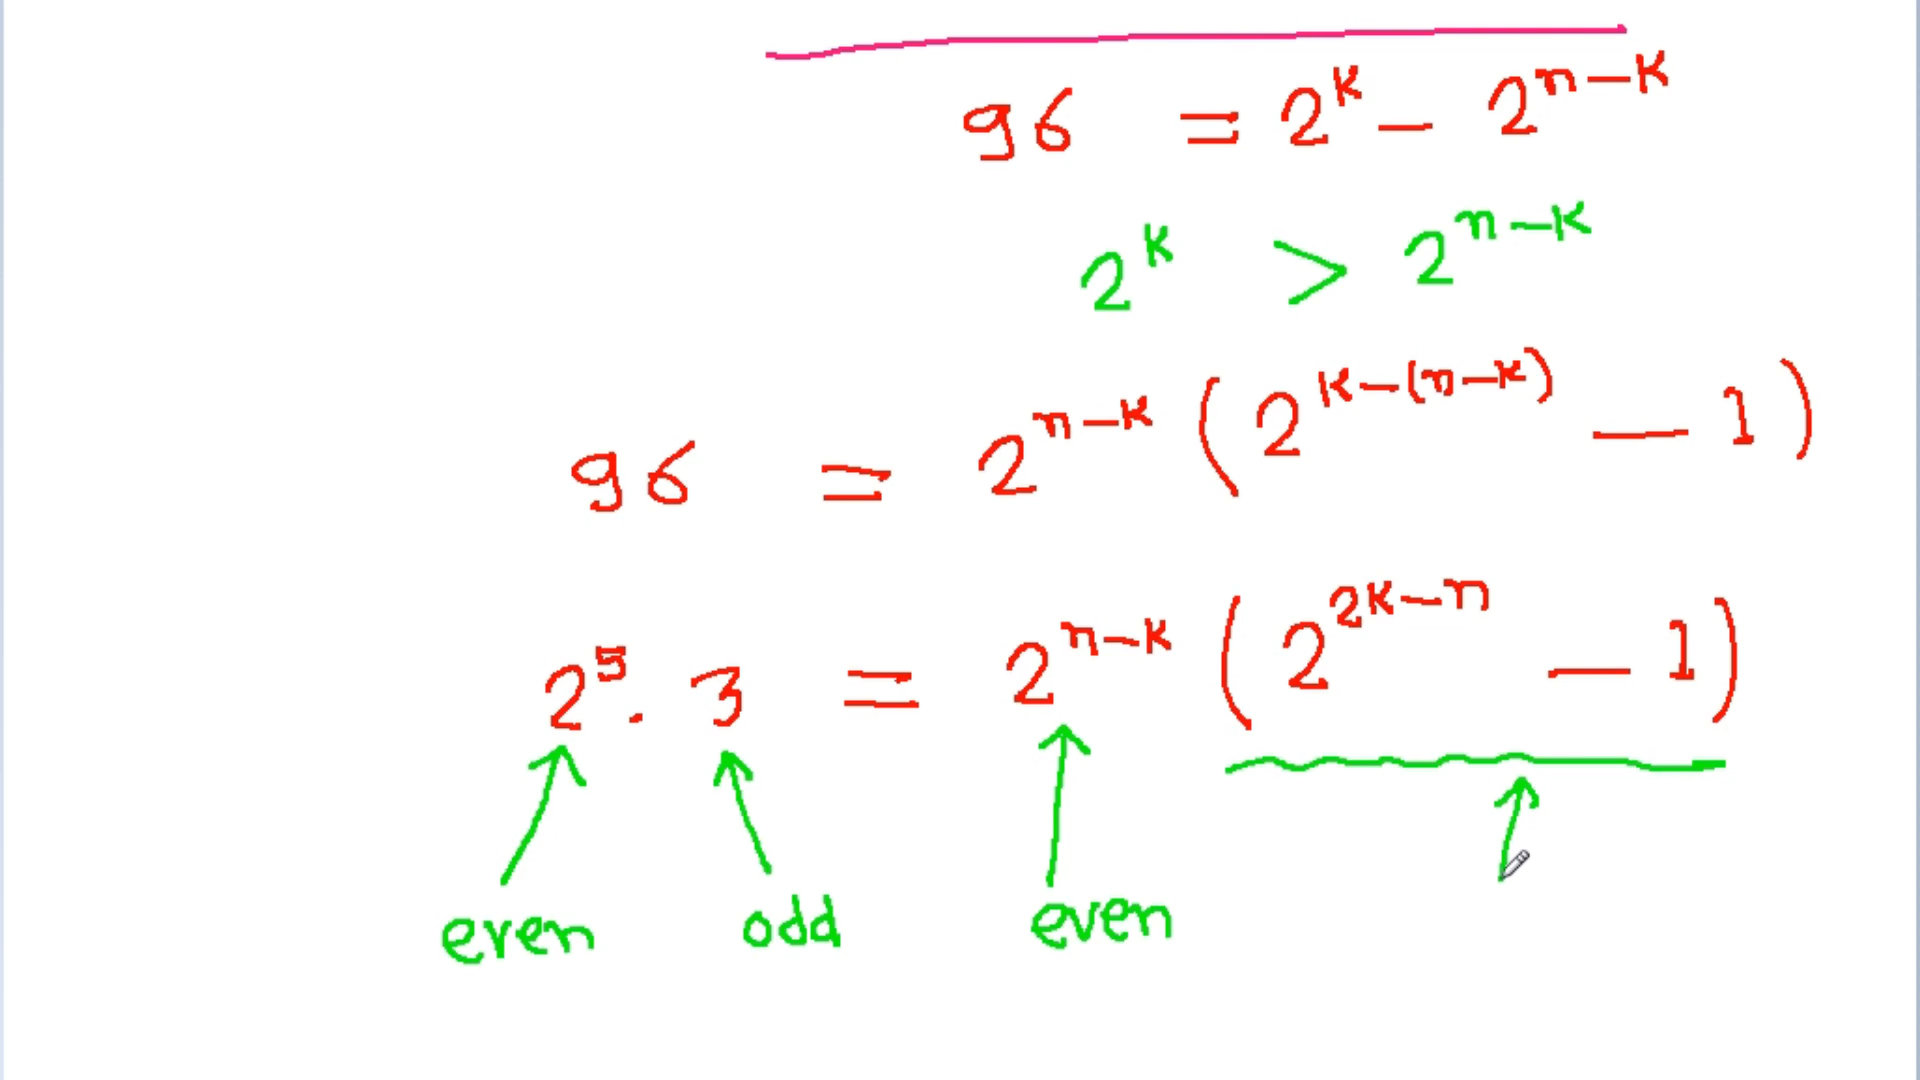 96 = 2^k − 2^(n−k)
2^k > 2^(n−k)
96 = 2^(n−k) (2^(k−(n−k)) − 1)
2^5 . 3 = 2^(n−k) (2^(2k−n) − 1)
even odd even